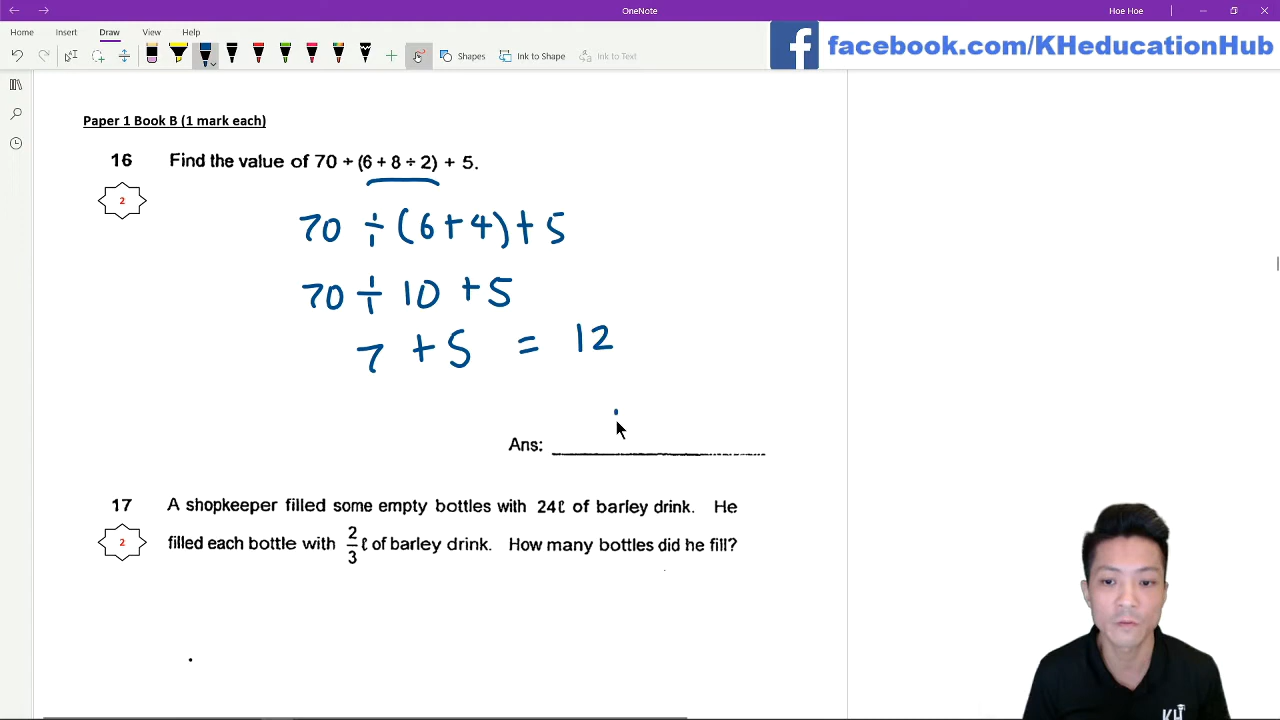 OneNote
Hoe Hoe
Home Insert Draw View Help
Shapes Ink to Shape Ink to Text
facebook.com/KHeducationHub
Paper 1 Book B (1 mark each)
16 Find the value of 70 ÷ (6 + 8 ÷ 2) + 5.
2
70 ÷ (6 + 4) + 5
70 ÷ 10 + 5
7 + 5 = 12
Ans:
17 A shopkeeper filled some empty bottles with 24ℓ of barley drink. He
2 filled each bottle with 2/3 ℓ of barley drink. How many bottles did he fill?
KH